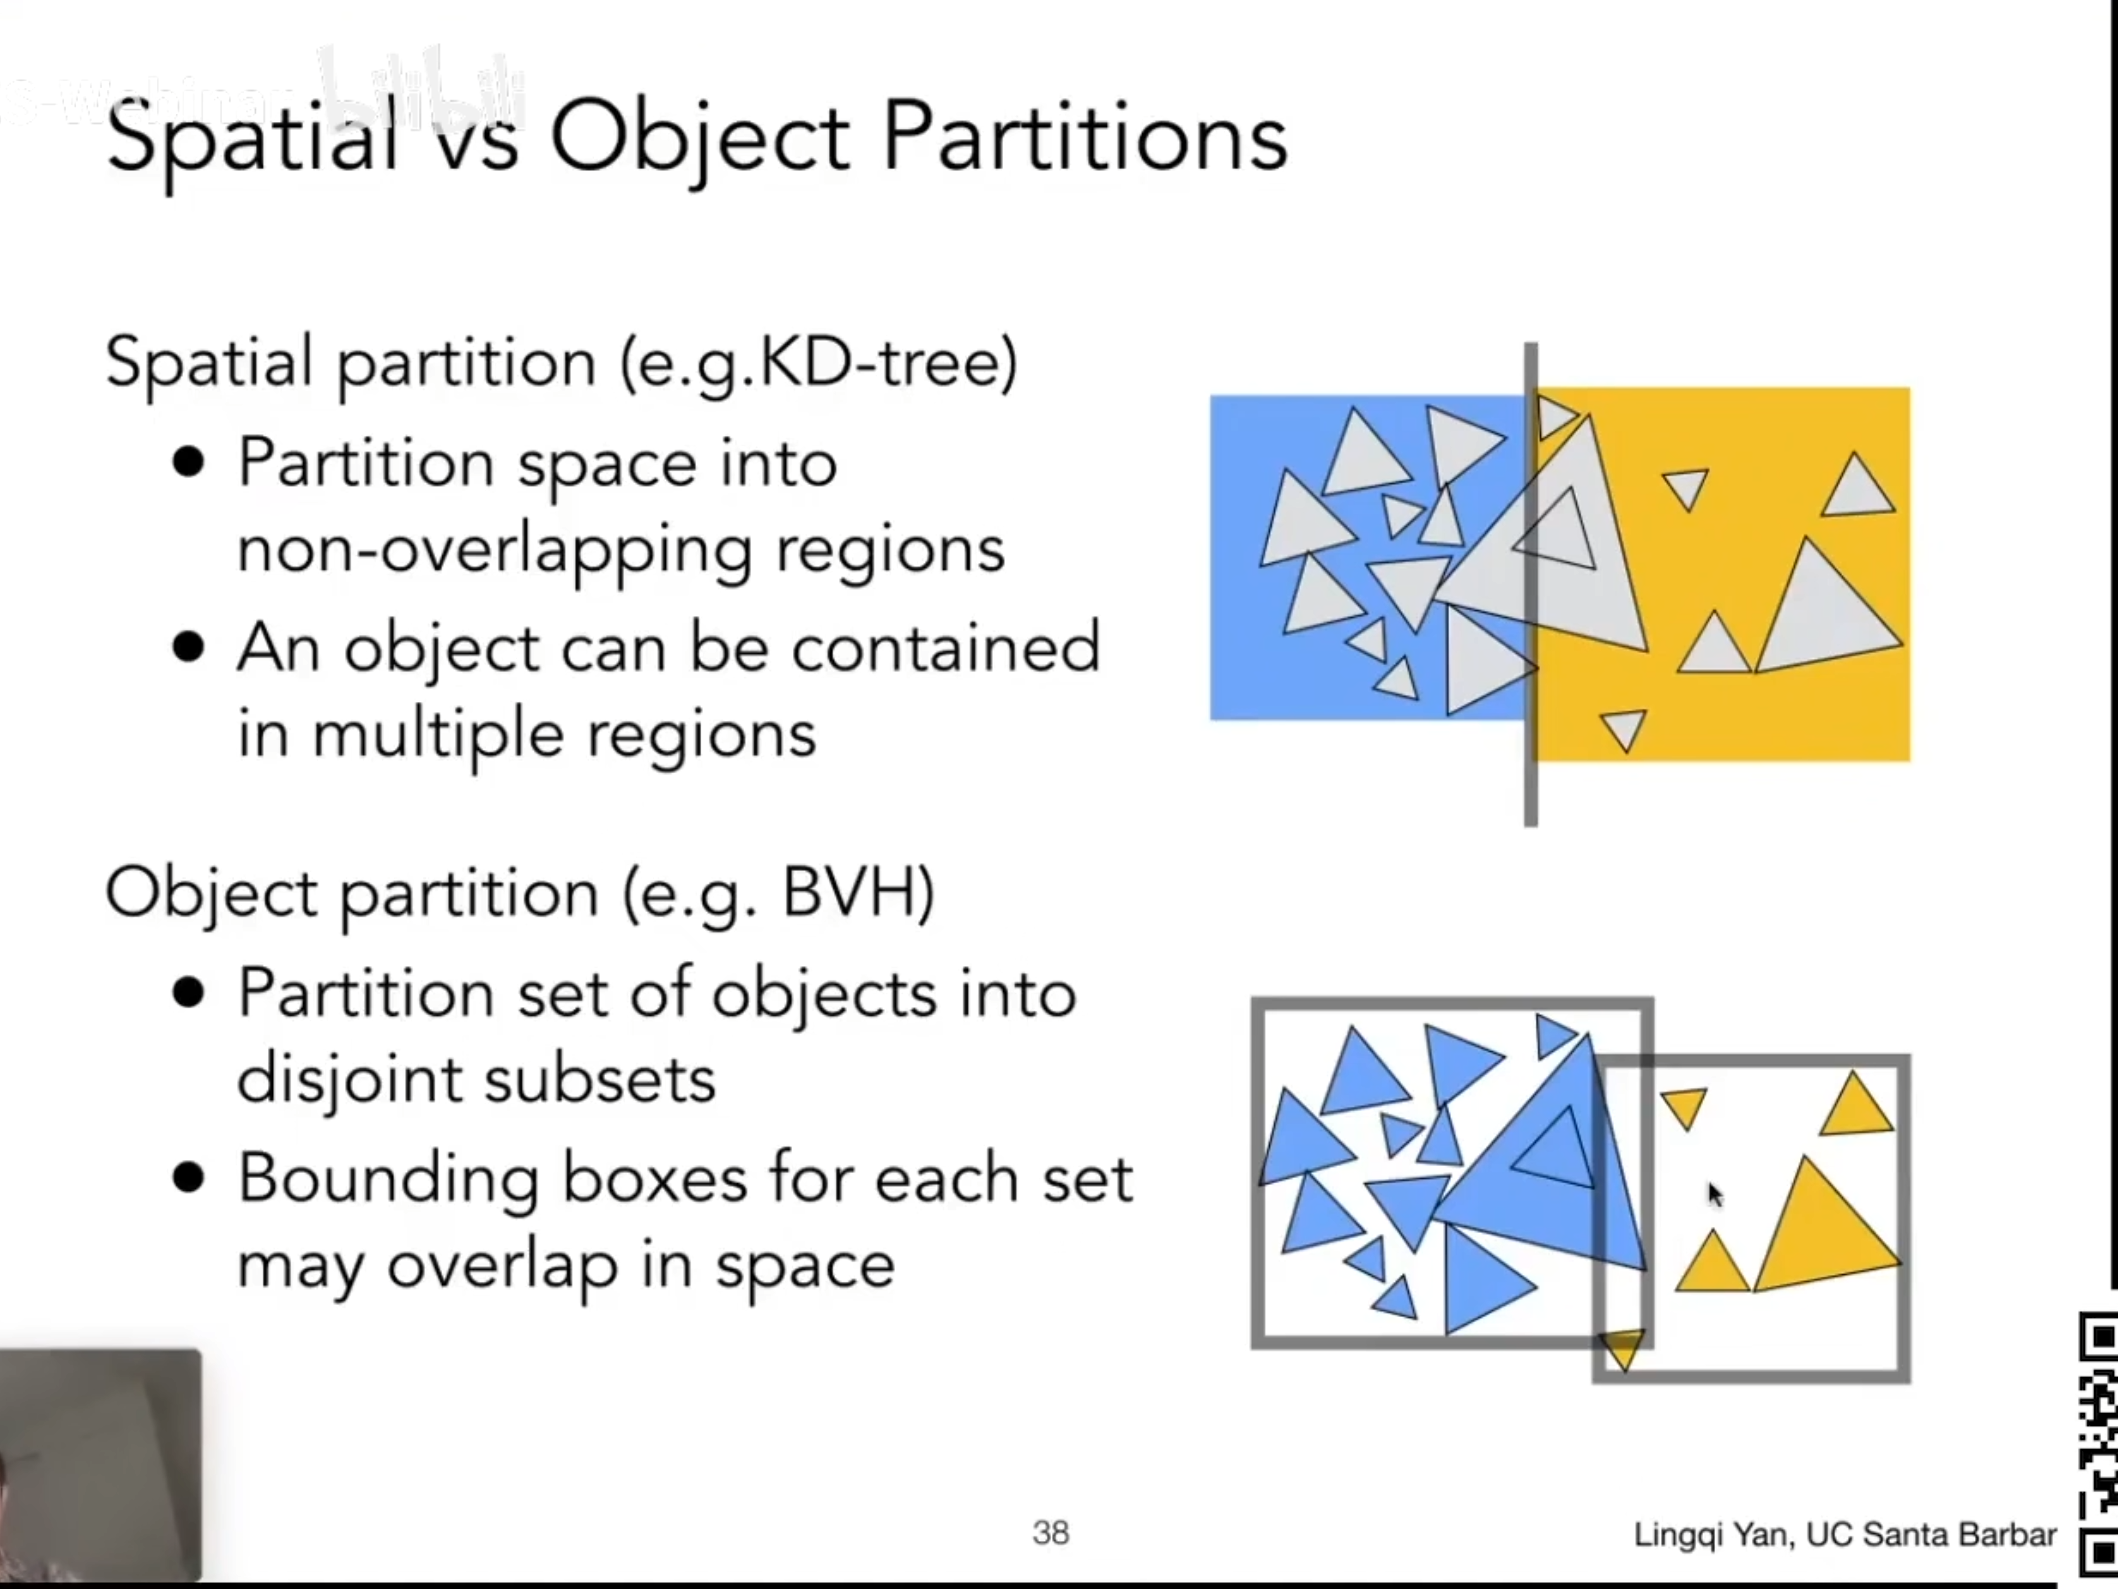 S-Webinar bilibili
Spatial vs Object Partitions
Spatial partition (e.g.KD-tree)
● Partition space into
non-overlapping regions
● An object can be contained
in multiple regions
Object partition (e.g. BVH)
● Partition set of objects into
disjoint subsets
● Bounding boxes for each set
may overlap in space
38
Lingqi Yan, UC Santa Barbar